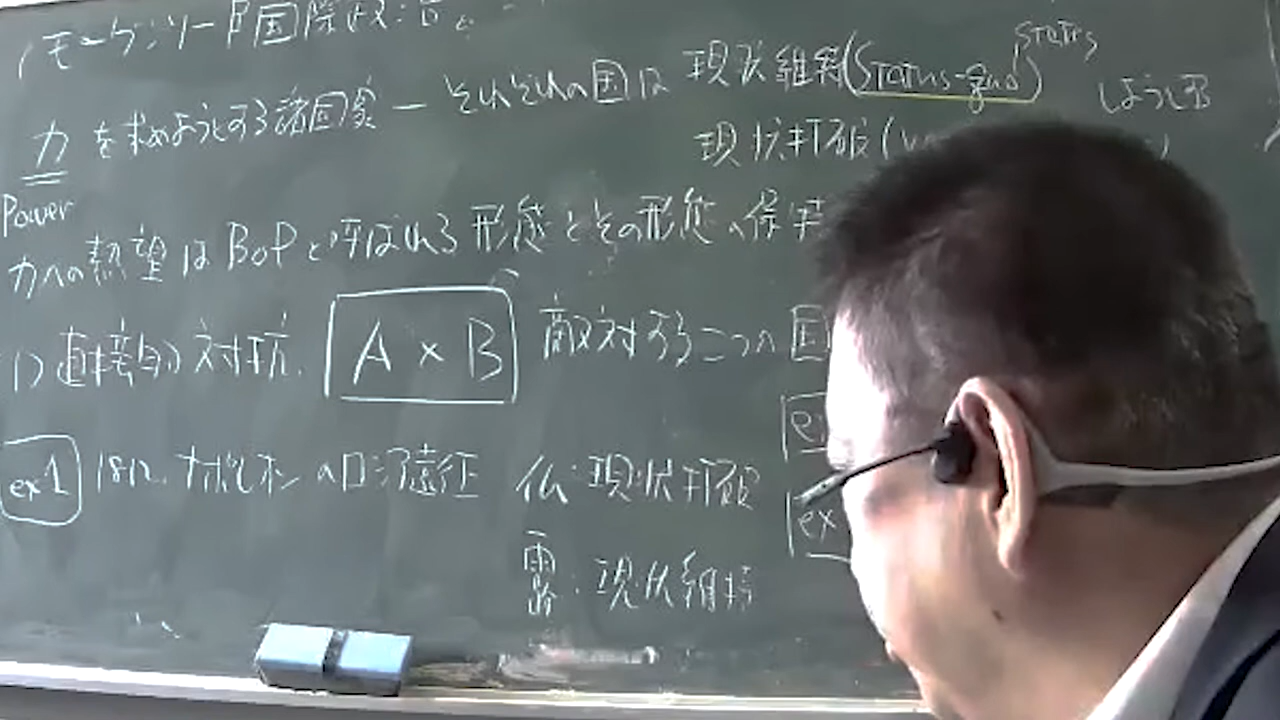 モーゲンソー『国際政治』
力を求めようとする諸国家 ー それぞれの国は 現状維持(Status-quo) しようとする
Status
現状打破(
Power
力への熱望は BoP と呼ばれる 形態とその形態の保持
(1) 直接的対抗. A × B 敵対する二つの国
ex1 1812. ナポレオンのロシア遠征 仏:現状打破
露:現状維持
ex